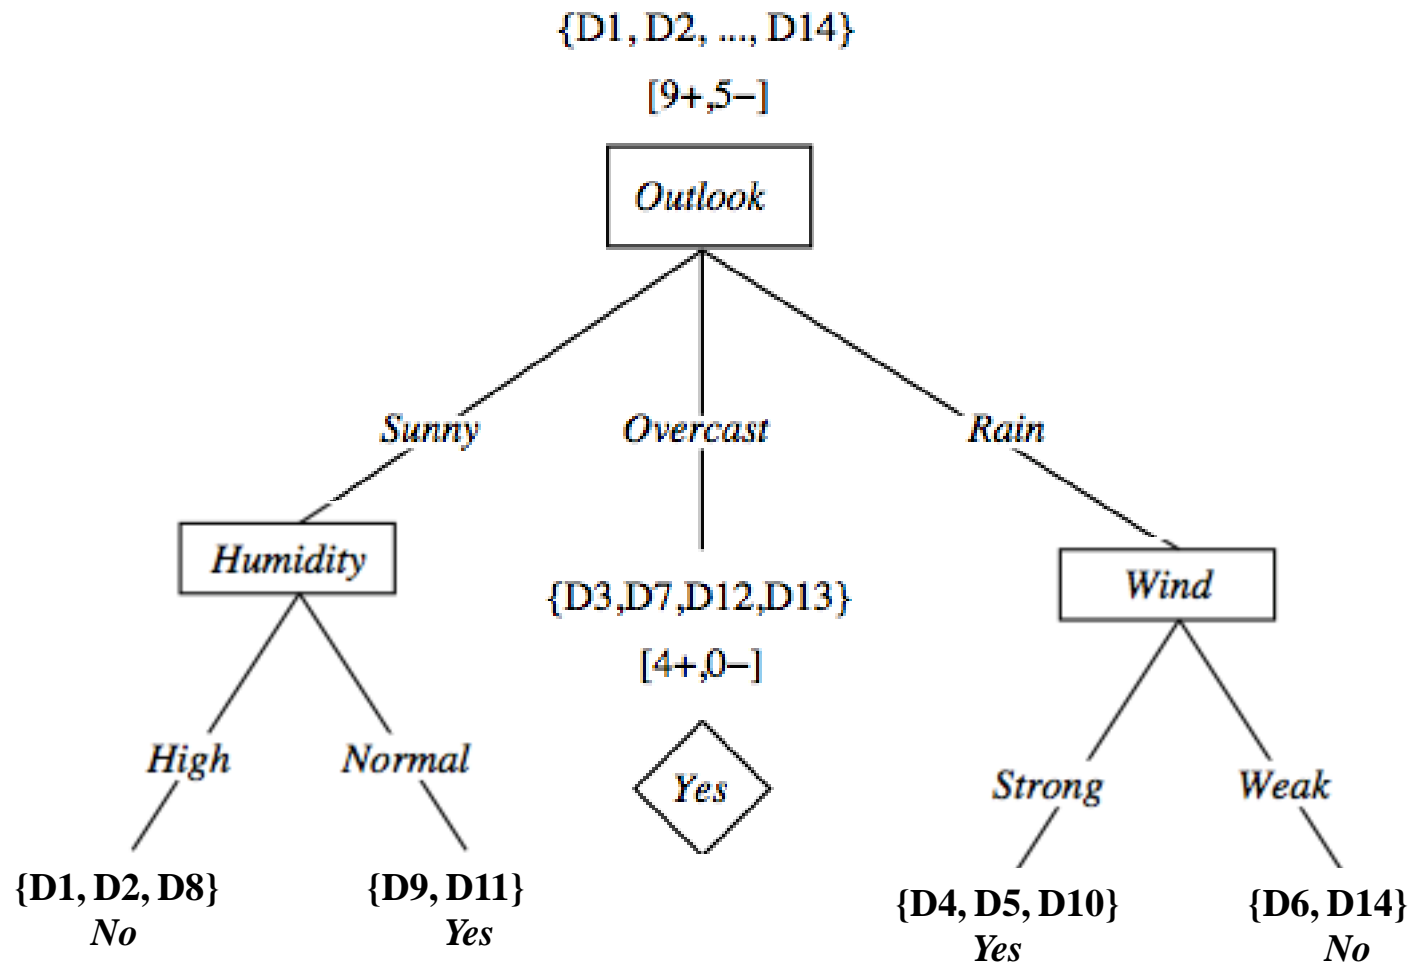 {D1, D2, ..., D14}
[9+,5−]
Outlook
Sunny
Overcast
Rain
Humidity
Wind
{D3,D7,D12,D13}
[4+,0−]
High
Normal
Yes
Strong
Weak
{D1, D2, D8}
No
{D9, D11}
Yes
{D4, D5, D10}
Yes
{D6, D14}
No